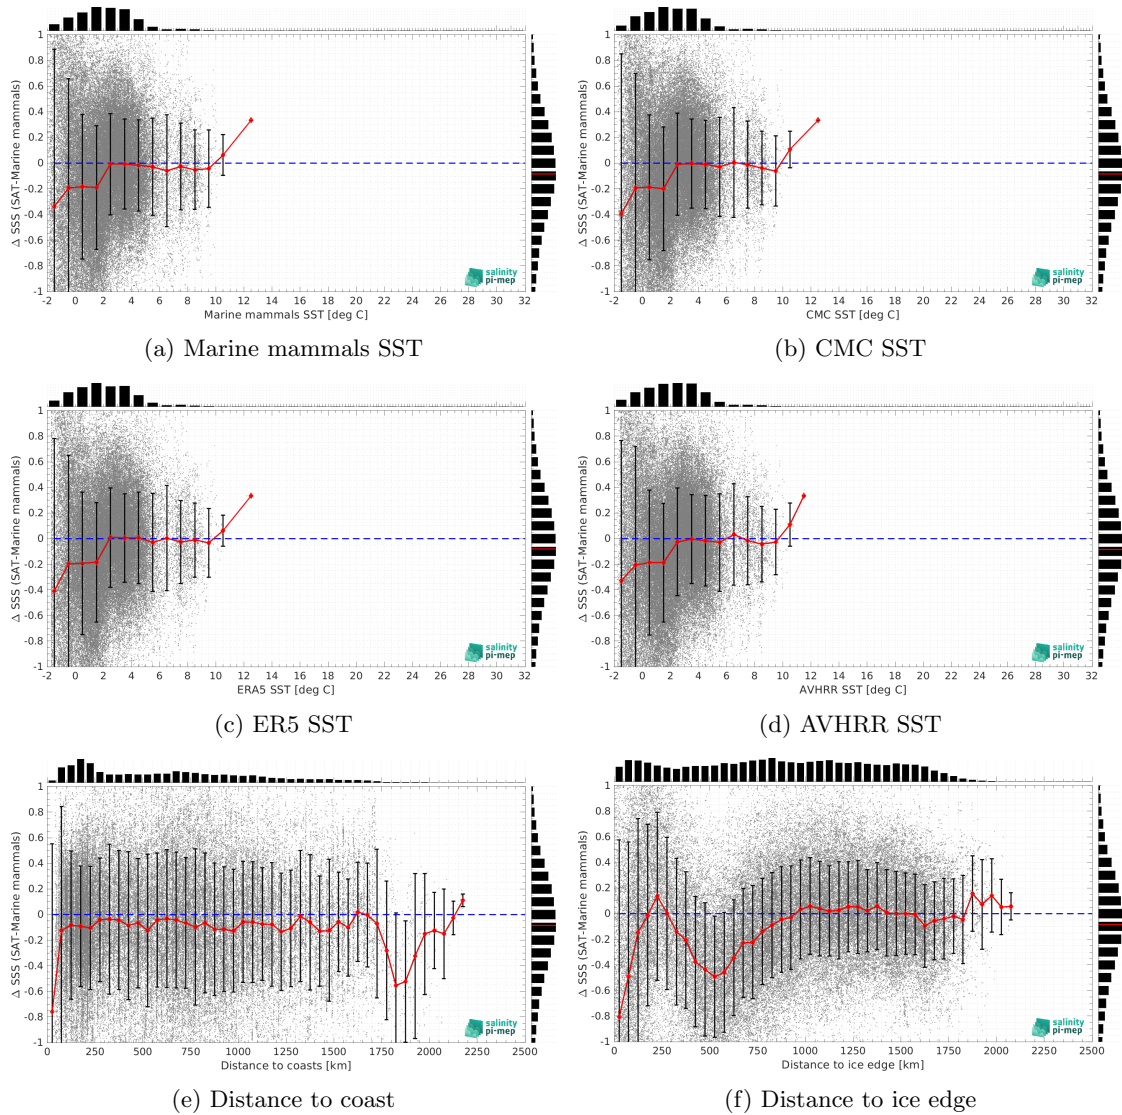 1
0.8
0.6
0.4
0.2
0
-0.2
-0.4
-0.6
-0.8
-1
Δ SSS (SAT-Marine mammals)
-2 0 2 4 6 8 10 12 14 16 18 20 22 24 26 28 30 32
Marine mammals SST [deg C]
salinity
pi-mep
(a) Marine mammals SST
1
0.8
0.6
0.4
0.2
0
-0.2
-0.4
-0.6
-0.8
-1
Δ SSS (SAT-Marine mammals)
-2 0 2 4 6 8 10 12 14 16 18 20 22 24 26 28 30 32
CMC SST [deg C]
salinity
pi-mep
(b) CMC SST
1
0.8
0.6
0.4
0.2
0
-0.2
-0.4
-0.6
-0.8
-1
Δ SSS (SAT-Marine mammals)
-2 0 2 4 6 8 10 12 14 16 18 20 22 24 26 28 30 32
ERA5 SST [deg C]
salinity
pi-mep
(c) ER5 SST
1
0.8
0.6
0.4
0.2
0
-0.2
-0.4
-0.6
-0.8
-1
Δ SSS (SAT-Marine mammals)
-2 0 2 4 6 8 10 12 14 16 18 20 22 24 26 28 30 32
AVHRR SST [deg C]
salinity
pi-mep
(d) AVHRR SST
1
0.8
0.6
0.4
0.2
0
-0.2
-0.4
-0.6
-0.8
-1
Δ SSS (SAT-Marine mammals)
0 250 500 750 1000 1250 1500 1750 2000 2250 2500
Distance to coasts [km]
salinity
pi-mep
(e) Distance to coast
1
0.8
0.6
0.4
0.2
0
-0.2
-0.4
-0.6
-0.8
-1
Δ SSS (SAT-Marine mammals)
0 250 500 750 1000 1250 1500 1750 2000 2250 2500
Distance to ice edge [km]
salinity
pi-mep
(f) Distance to ice edge